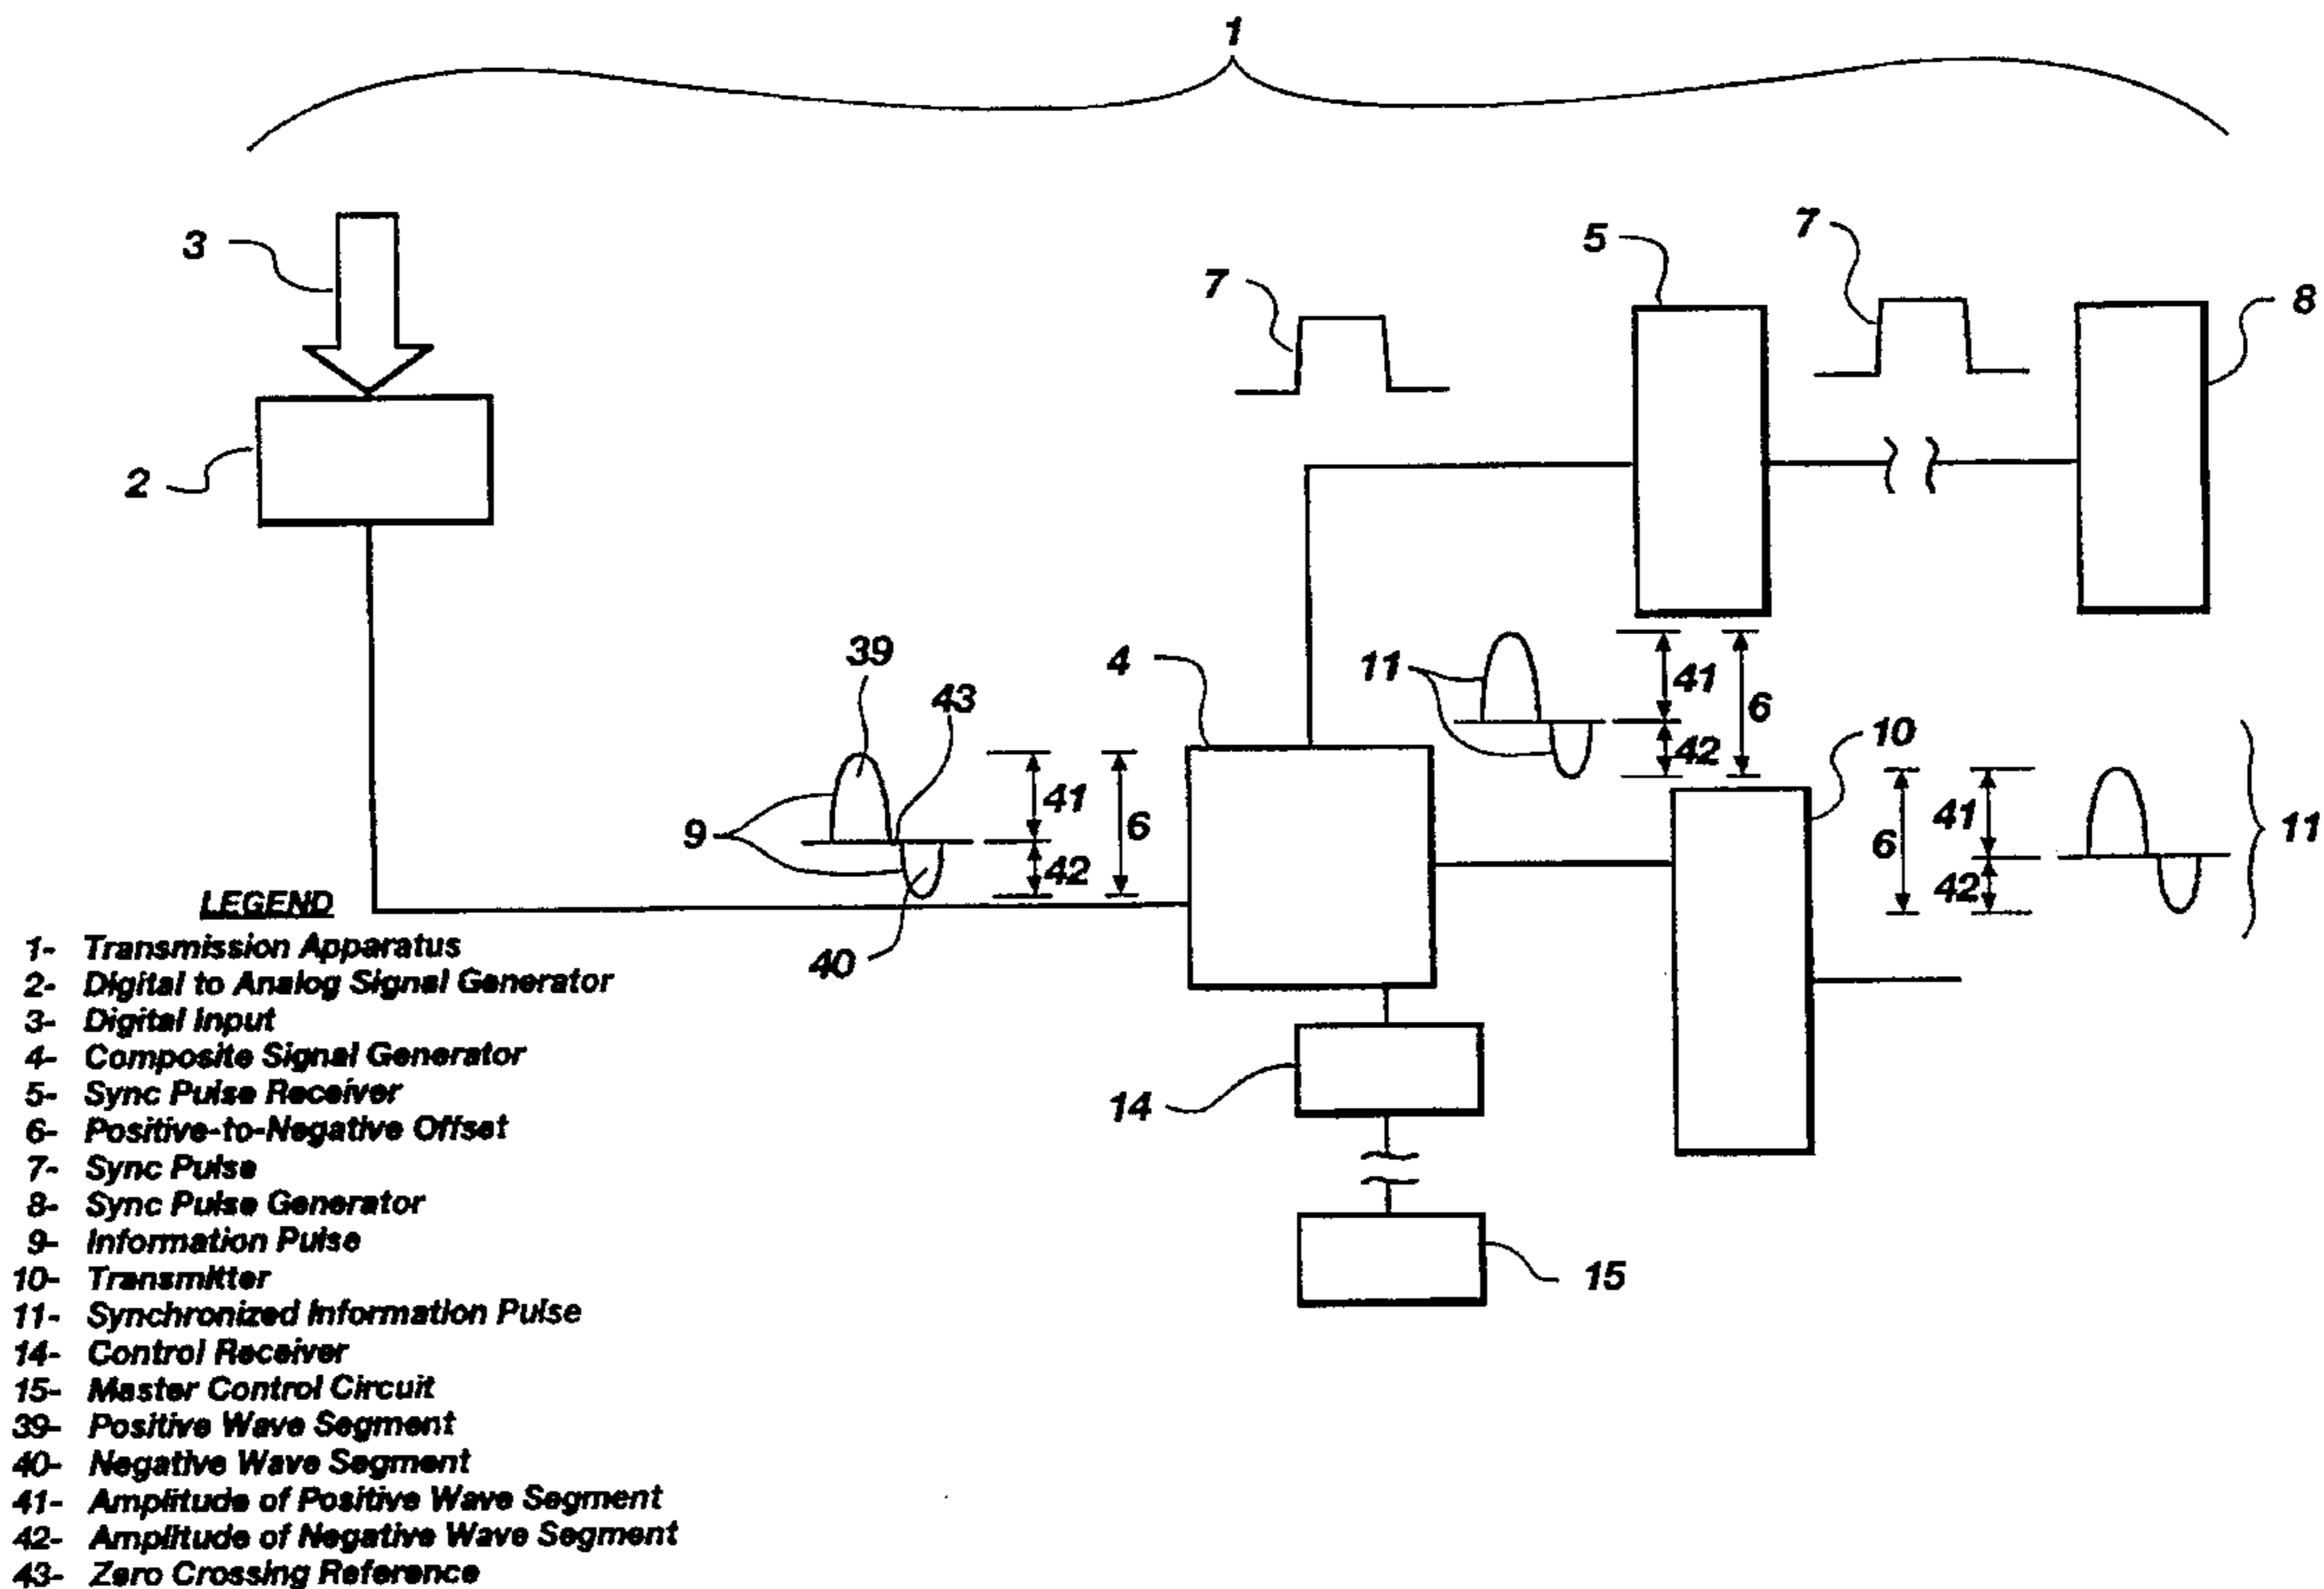 1
3
7
5
7
8
2
39
43
4
11
41
6
42
10
9
41
6
42
6
41
42
11
40
14
15
LEGEND
1- Transmission Apparatus
2- Digital to Analog Signal Generator
3- Digital Input
4- Composite Signal Generator
5- Sync Pulse Receiver
6- Positive-to-Negative Offset
7- Sync Pulse
8- Sync Pulse Generator
9- Information Pulse
10- Transmitter
11- Synchronized Information Pulse
14- Control Receiver
15- Master Control Circuit
39- Positive Wave Segment
40- Negative Wave Segment
41- Amplitude of Positive Wave Segment
42- Amplitude of Negative Wave Segment
43- Zero Crossing Reference